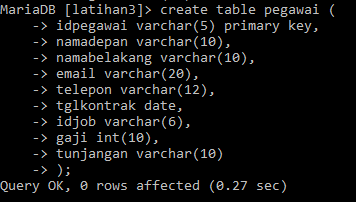 MariaDB [latihan3]> create table pegawai (
    -> idpegawai varchar(5) primary key,
    -> namadepan varchar(10),
    -> namabelakang varchar(10),
    -> email varchar(20),
    -> telepon varchar(12),
    -> tglkontrak date,
    -> idjob varchar(6),
    -> gaji int(10),
    -> tunjangan varchar(10)
    -> );
Query OK, 0 rows affected (0.27 sec)